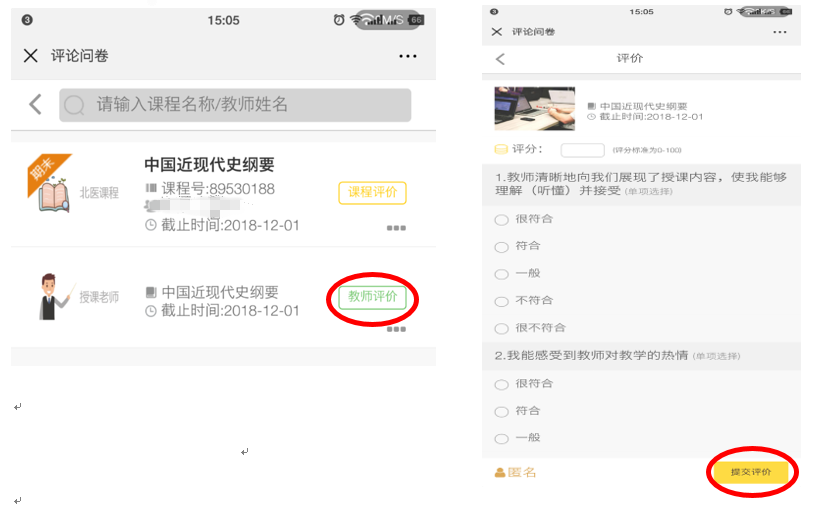 15:05
M/S
66
评论问卷
请输入课程名称/教师姓名
期末
中国近现代史纲要
北医课程
课程号:89530188
课程评价
截止时间:2018-12-01
授课老师
中国近现代史纲要
教师评价
截止时间:2018-12-01
15:05
评论问卷
评价
中国近现代史纲要
截止时间:2018-12-01
评分：
(评分标准为0-100)
1.教师清晰地向我们展现了授课内容，使我能够
理解（听懂）并接受 (单项选择)
很符合
符合
一般
不符合
很不符合
2.我能感受到教师对教学的热情 (单项选择)
很符合
符合
一般
匿名
提交评价